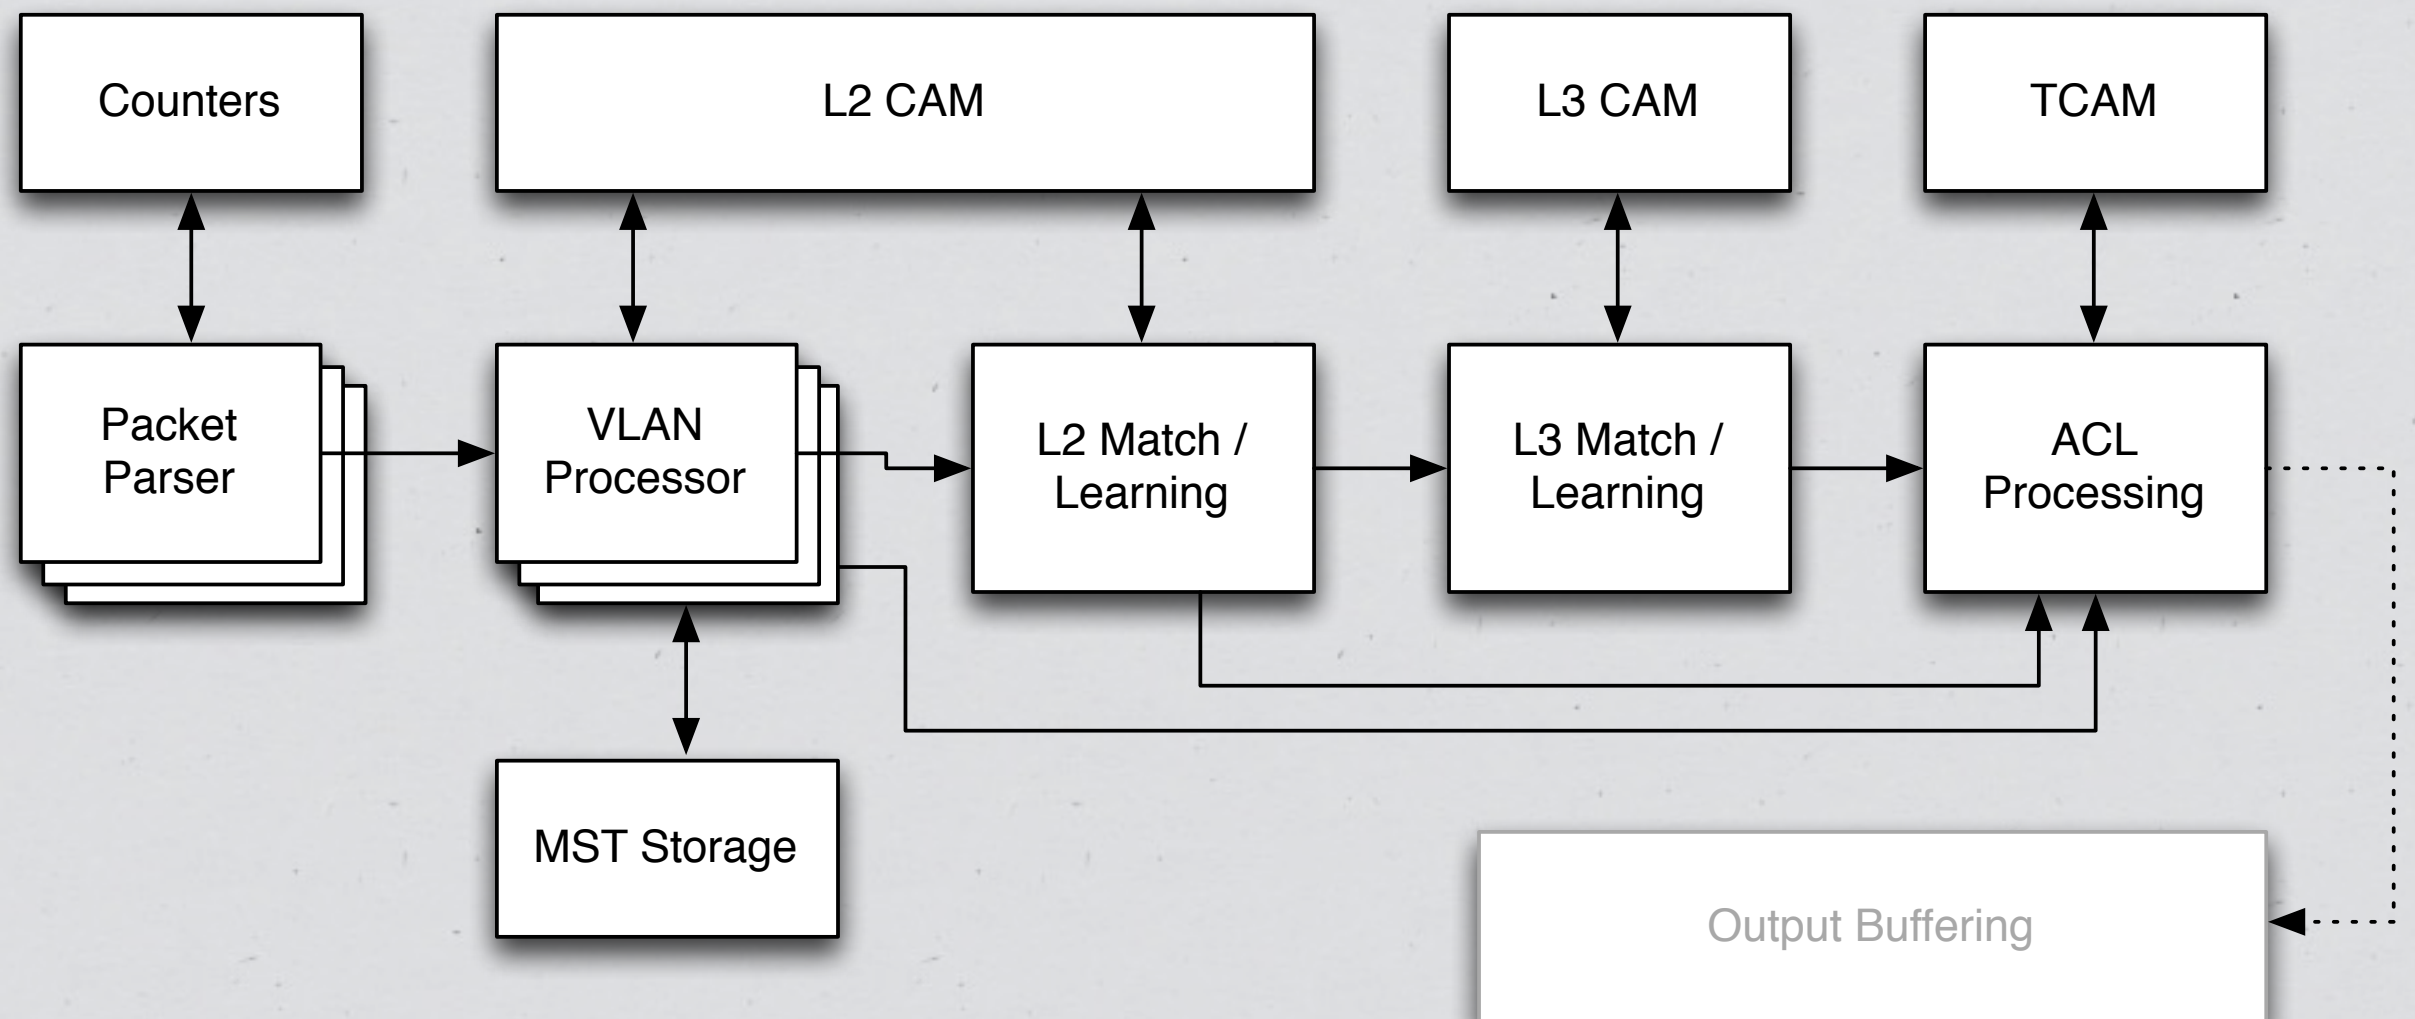 Counters
L2 CAM
L3 CAM
TCAM
Packet
Parser
VLAN
Processor
L2 Match /
Learning
L3 Match /
Learning
ACL
Processing
MST Storage
Output Buffering